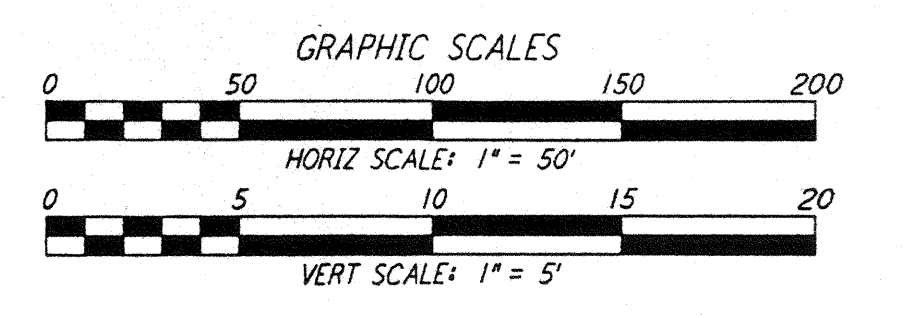 GRAPHIC SCALES
0 50 100 150 200
HORIZ SCALE: 1" = 50'
0 5 10 15 20
VERT SCALE: 1" = 5'